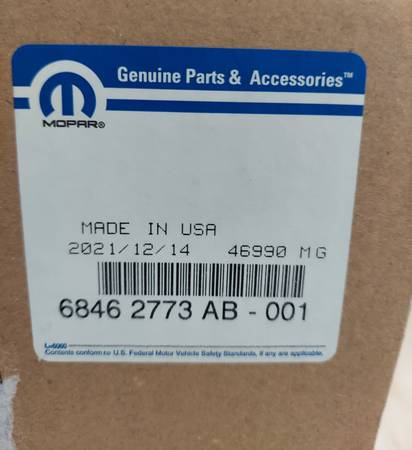 Genuine Parts & Accessories™
MOPAR®
MADE IN USA
2021/12/14 46990 MG
6846 2773 AB - 001
L-6060
Contents conform to U.S. Federal Motor Vehicle Safety Standards, if any are applicable.